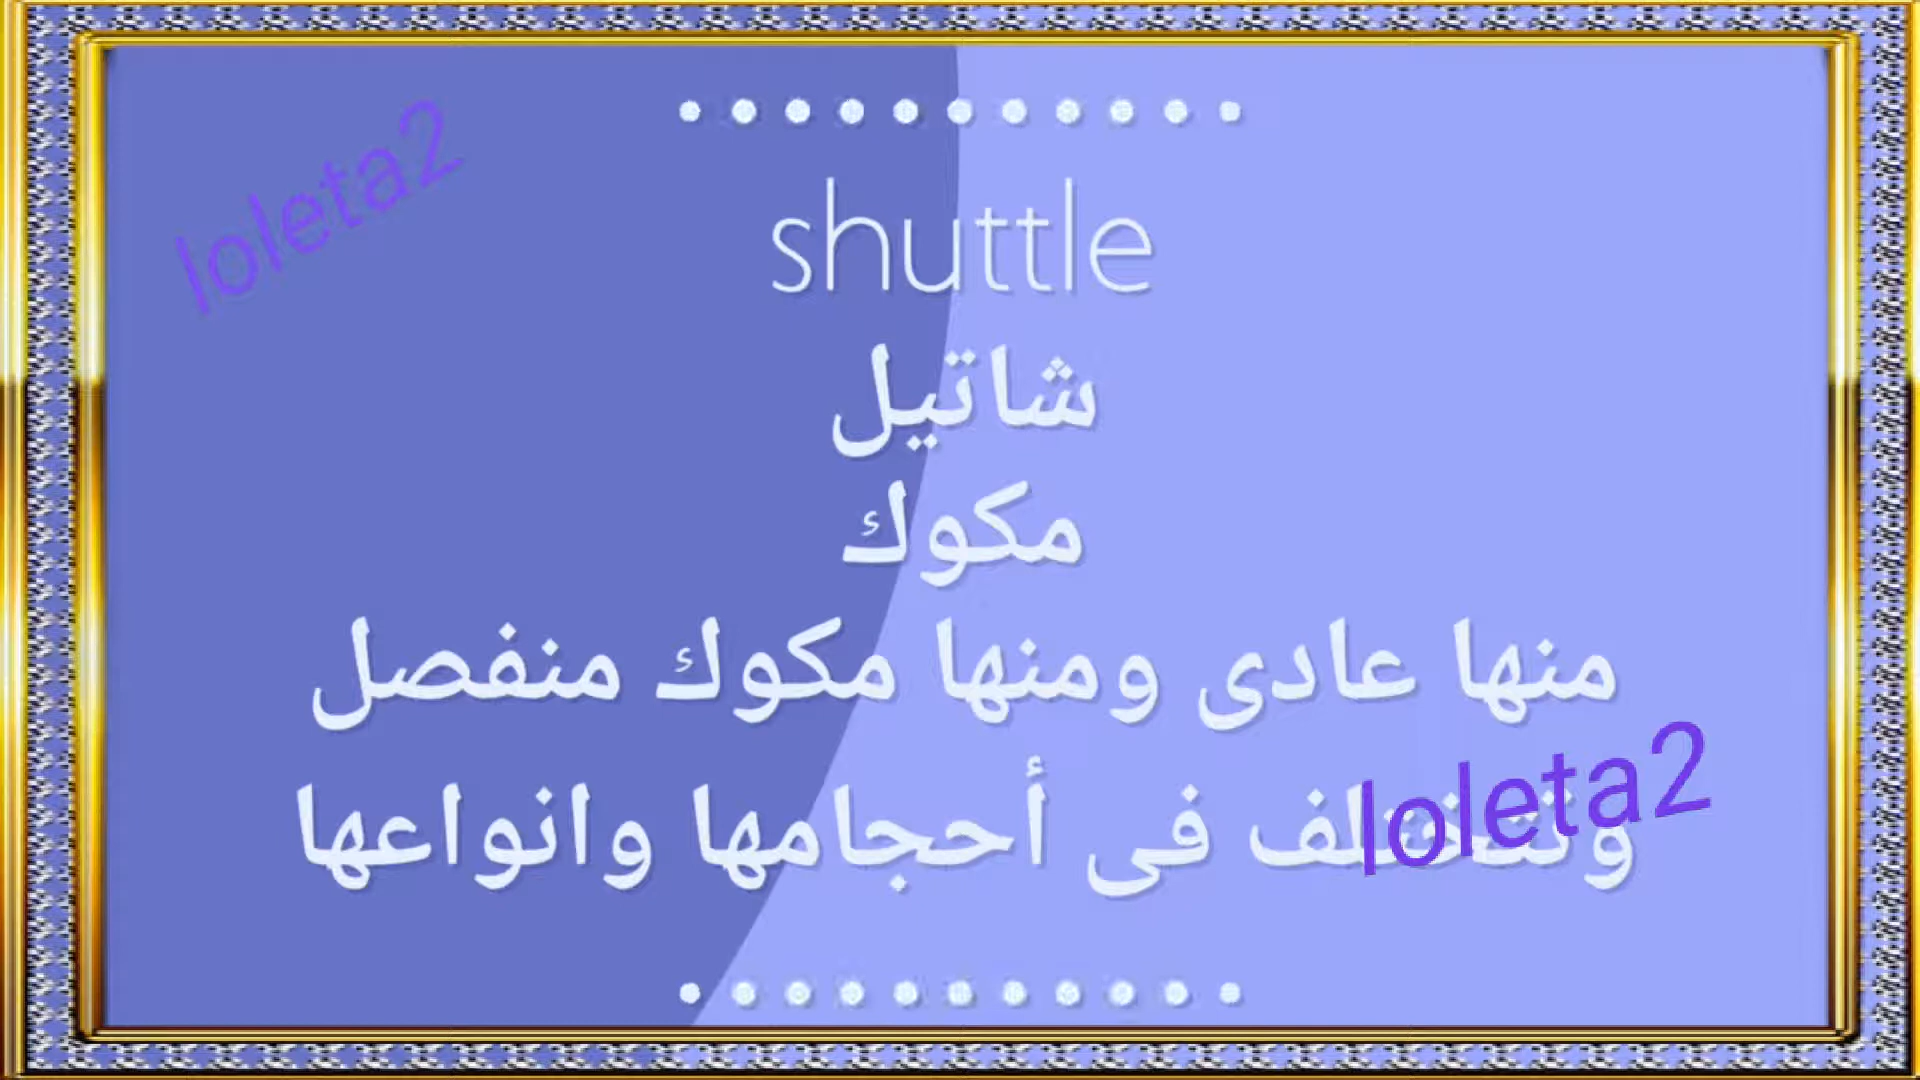 loleta2
shuttle
شاتيل
مكوك
منها عادى ومنها مكوك منفصل
وتختلف فى أحجامها وانواعها
loleta2